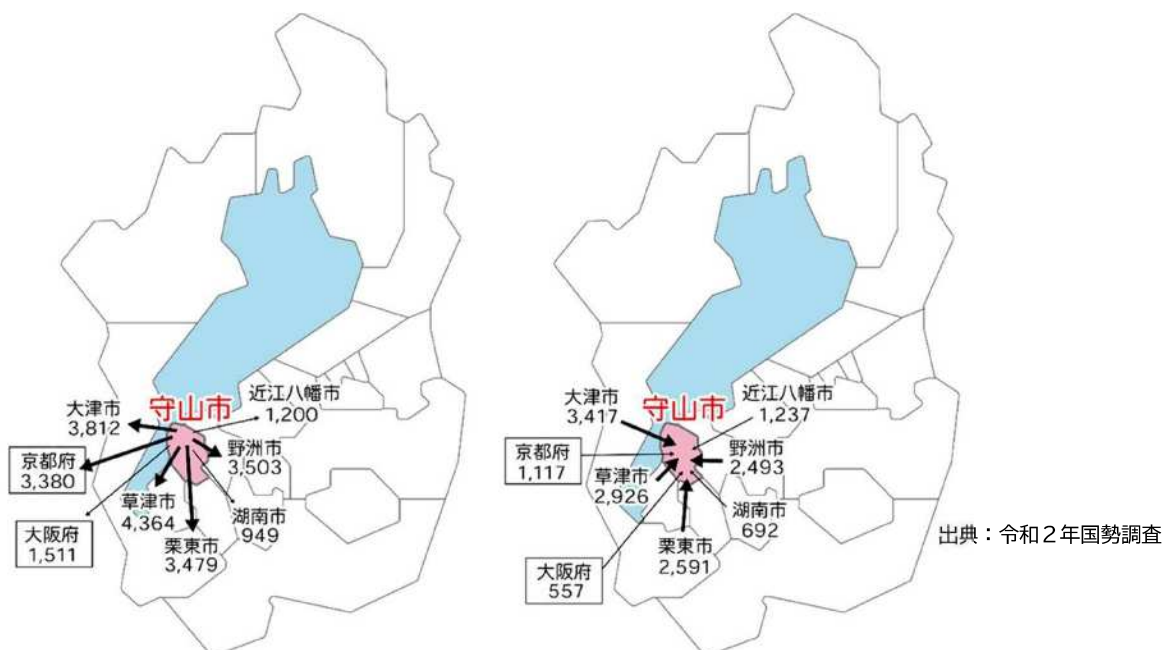 守山市
大津市
3,812
近江八幡市
1,200
京都府
3,380
野洲市
3,503
草津市
4,364
湖南市
949
大阪府
1,511
栗東市
3,479
守山市
大津市
3,417
近江八幡市
1,237
京都府
1,117
野洲市
2,493
草津市
2,926
湖南市
692
栗東市
2,591
大阪府
557
出典：令和２年国勢調査